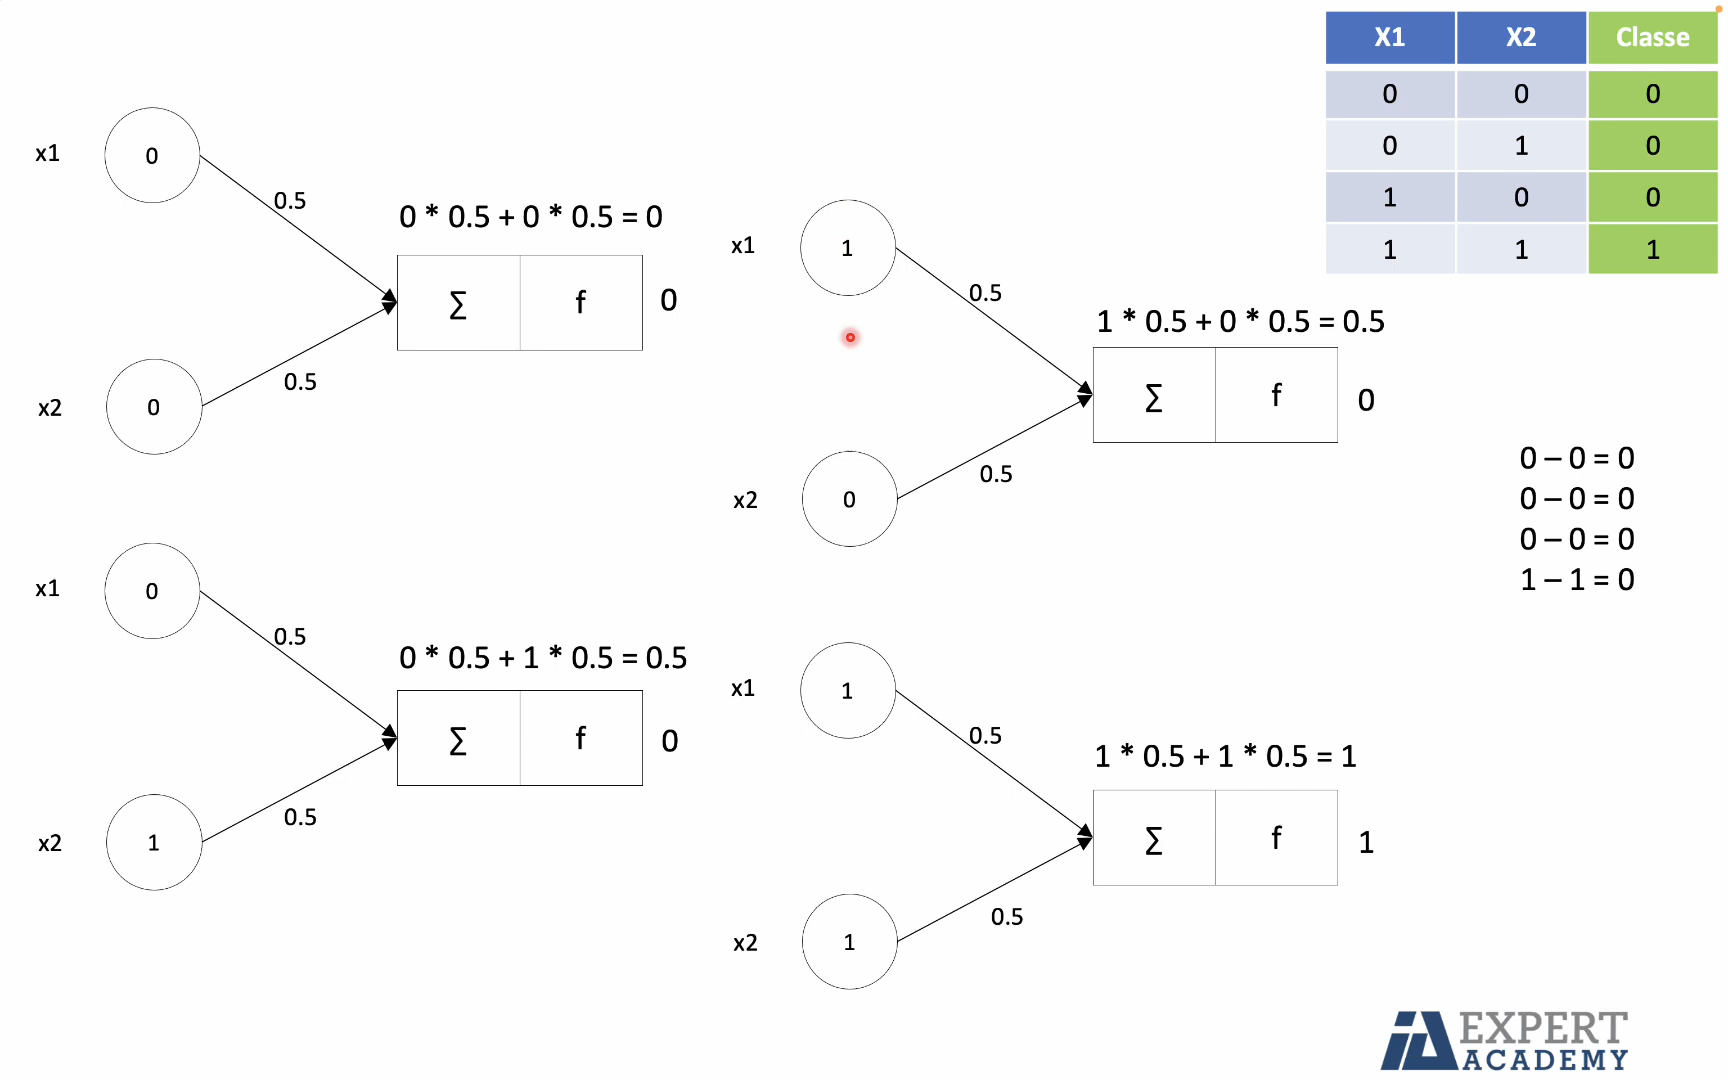 X1 X2 Classe
0 0 0
0 1 0
1 0 0
1 1 1
x1 0
0.5
0 * 0.5 + 0 * 0.5 = 0
∑ f 0
0.5
x2 0
x1 1
0.5
1 * 0.5 + 0 * 0.5 = 0.5
∑ f 0
0.5
x2 0
0 – 0 = 0
0 – 0 = 0
0 – 0 = 0
1 – 1 = 0
x1 0
0.5
0 * 0.5 + 1 * 0.5 = 0.5
∑ f 0
0.5
x2 1
x1 1
0.5
1 * 0.5 + 1 * 0.5 = 1
∑ f 1
0.5
x2 1
IA EXPERT
ACADEMY